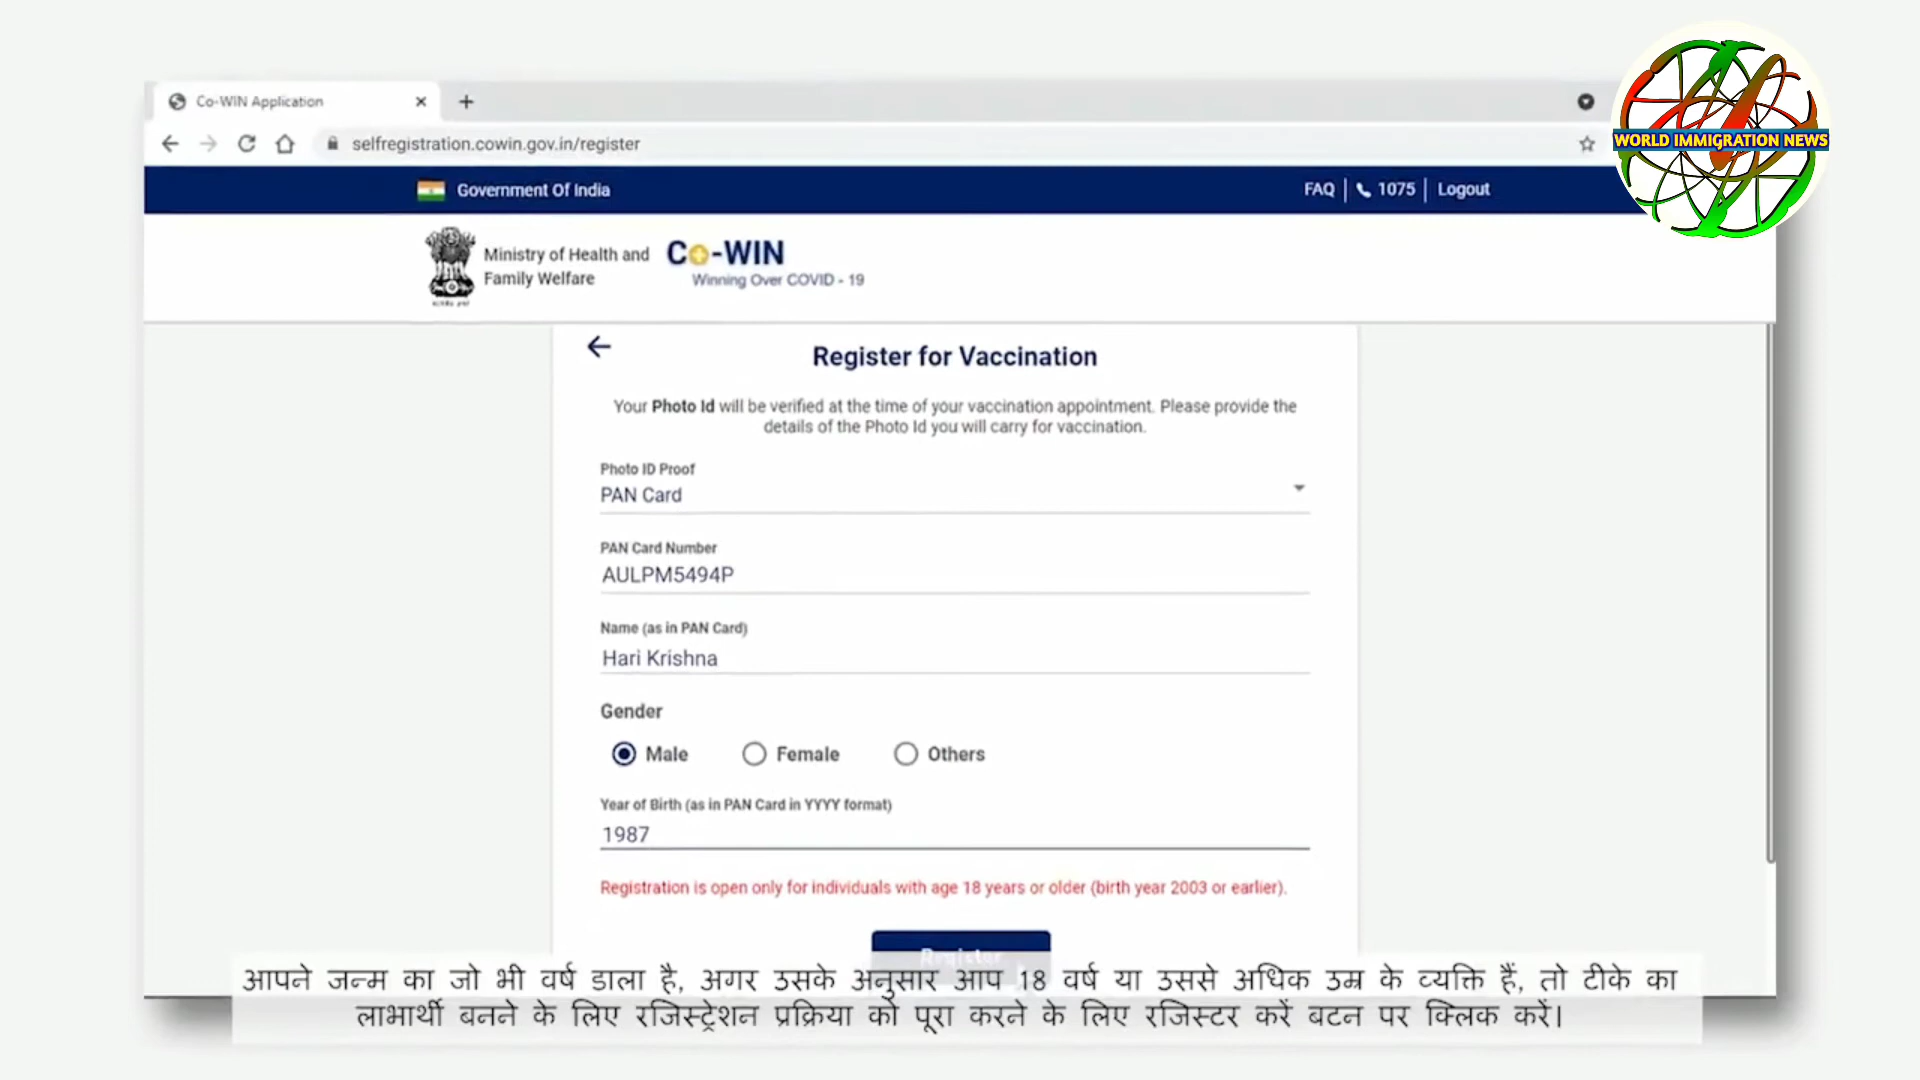 Co-WIN Application
selfregistration.cowin.gov.in/register
WORLD IMMIGRATION NEWS
Government Of India
FAQ | 1075 | Logout
Ministry of Health and
Family Welfare
Co-WIN
Winning Over COVID - 19
Register for Vaccination
Your Photo Id will be verified at the time of your vaccination appointment. Please provide the
details of the Photo Id you will carry for vaccination.
Photo ID Proof
PAN Card
PAN Card Number
AULPM5494P
Name (as in PAN Card)
Hari Krishna
Gender
Male Female Others
Year of Birth (as in PAN Card in YYYY format)
1987
Registration is open only for individuals with age 18 years or older (birth year 2003 or earlier).
Register
आपने जन्म का जो भी वर्ष डाला है, अगर उसके अनुसार आप 18 वर्ष या उससे अधिक उम्र के व्यक्ति हैं, तो टीके का
लाभार्थी बनने के लिए रजिस्ट्रेशन प्रक्रिया को पूरा करने के लिए रजिस्टर करें बटन पर क्लिक करें।